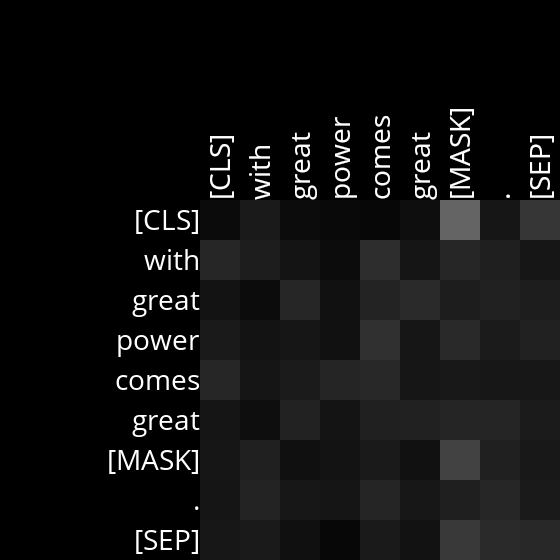 [CLS] with great power comes great [MASK] . [SEP]
[CLS]
with
great
power
comes
great
[MASK]
.
[SEP]